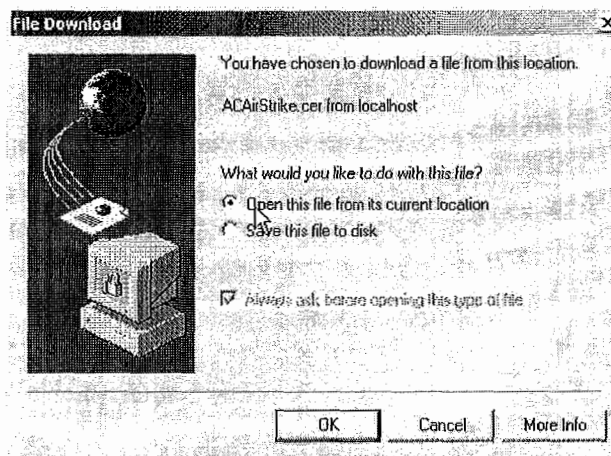 File Download
You have chosen to download a file from this location.
ACAirStrike.cer from localhost
What would you like to do with this file?
Open this file from its current location
Save this file to disk
Always ask before opening this type of file
OK Cancel More Info